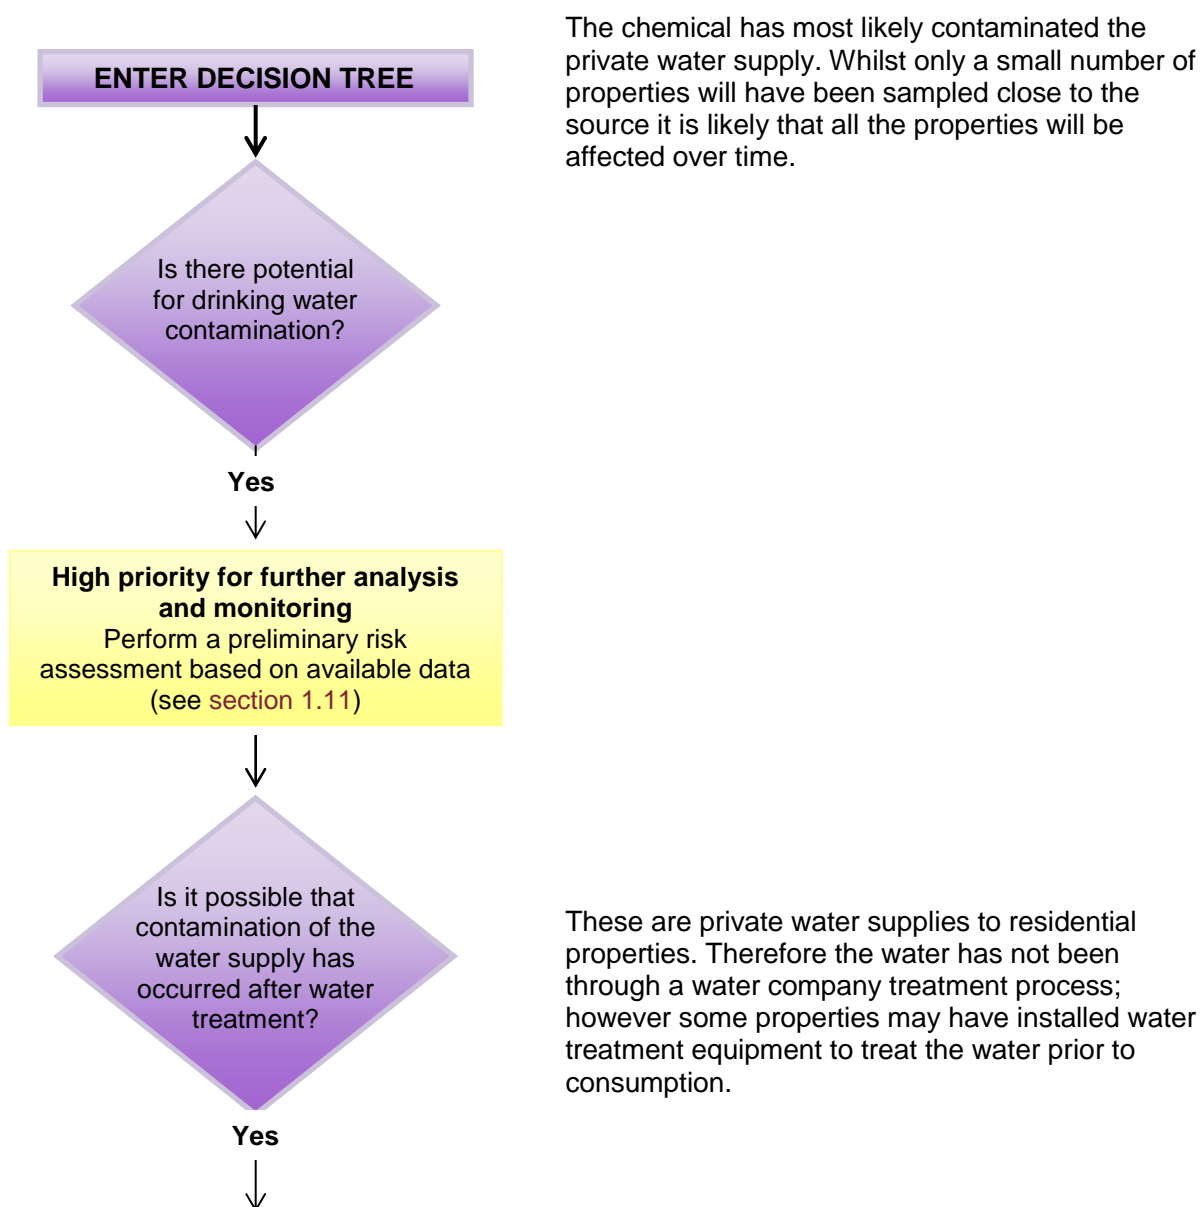 ENTER DECISION TREE
The chemical has most likely contaminated the
private water supply. Whilst only a small number of
properties will have been sampled close to the
source it is likely that all the properties will be
affected over time.
Is there potential
for drinking water
contamination?
Yes
High priority for further analysis
and monitoring
Perform a preliminary risk
assessment based on available data
(see section 1.11)
Is it possible that
contamination of the
water supply has
occurred after water
treatment?
These are private water supplies to residential
properties. Therefore the water has not been
through a water company treatment process;
however some properties may have installed water
treatment equipment to treat the water prior to
consumption.
Yes